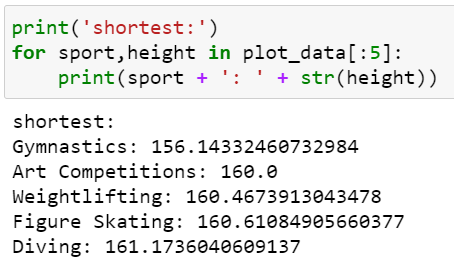 print('shortest:')
for sport,height in plot_data[:5]:
    print(sport + ': ' + str(height))
shortest:
Gymnastics: 156.14332460732984
Art Competitions: 160.0
Weightlifting: 160.4673913043478
Figure Skating: 160.61084905660377
Diving: 161.1736040609137